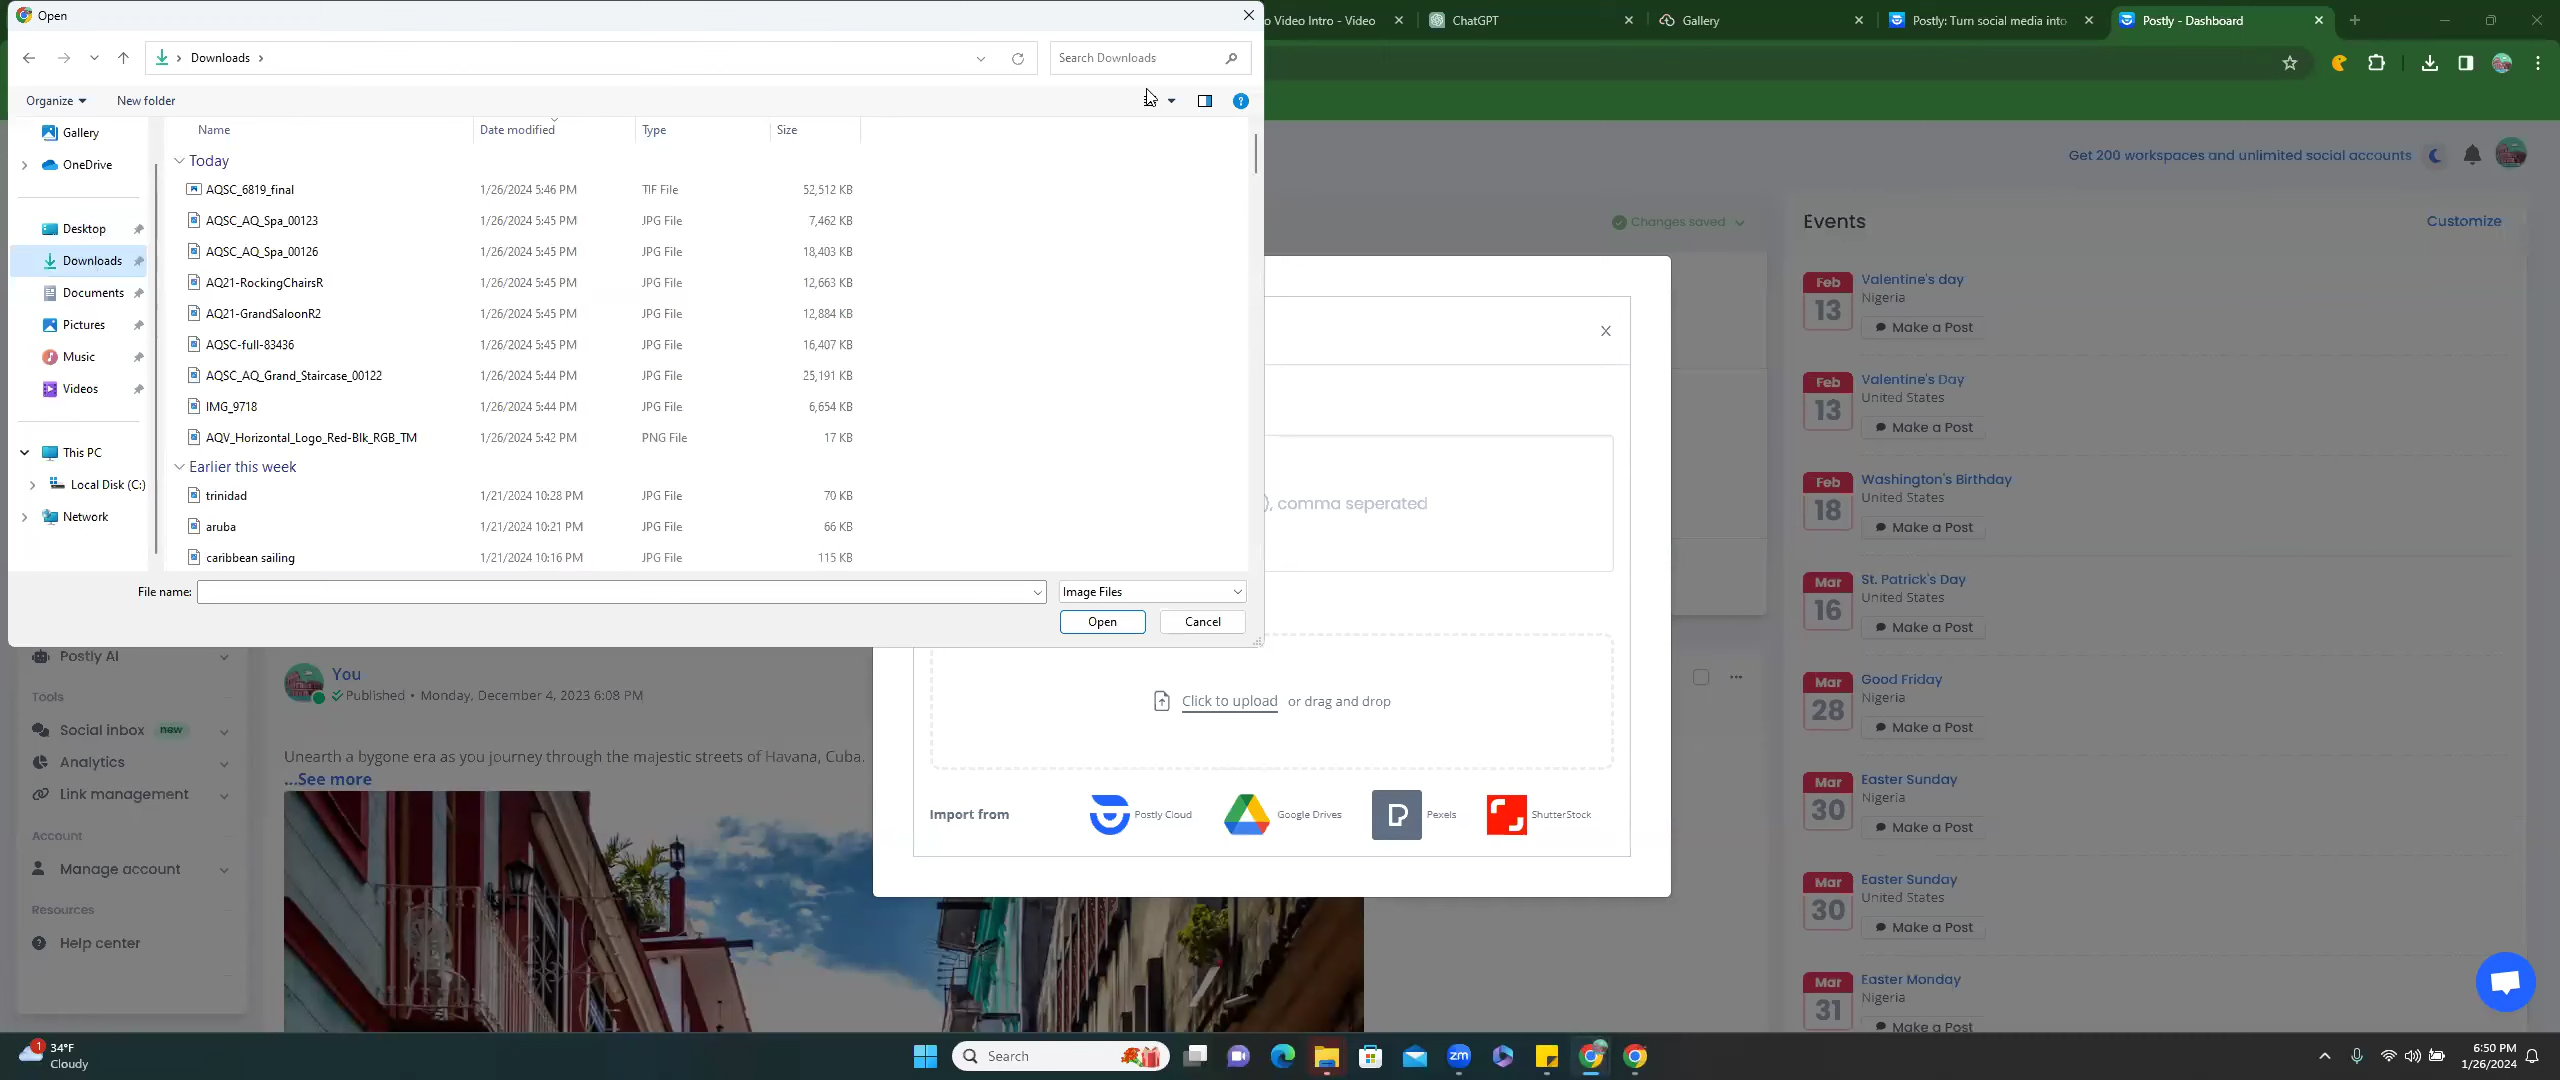 Open
o Video Intro - Video
ChatGPT
Gallery
Postly: Turn social media into
Postly - Dashboard
Downloads
Search Downloads
Organize
New folder
Name
Date modified
Type
Size
Gallery
OneDrive
Desktop
Downloads
Documents
Pictures
Music
Videos
This PC
Local Disk (C:)
Network
Today
AQSC_6819_final 1/26/2024 5:46 PM TIF File 52,512 KB
AQSC_AQ_Spa_00123 1/26/2024 5:45 PM JPG File 7,462 KB
AQSC_AQ_Spa_00126 1/26/2024 5:45 PM JPG File 18,403 KB
AQ21-RockingChairsR 1/26/2024 5:45 PM JPG File 12,663 KB
AQ21-GrandSaloonR2 1/26/2024 5:45 PM JPG File 12,884 KB
AQSC-full-83436 1/26/2024 5:45 PM JPG File 16,407 KB
AQSC_AQ_Grand_Staircase_00122 1/26/2024 5:44 PM JPG File 25,191 KB
IMG_9718 1/26/2024 5:44 PM JPG File 6,654 KB
AQV_Horizontal_Logo_Red-Blk_RGB_TM 1/26/2024 5:42 PM PNG File 17 KB
Earlier this week
trinidad 1/21/2024 10:28 PM JPG File 70 KB
aruba 1/21/2024 10:21 PM JPG File 66 KB
caribbean sailing 1/21/2024 10:16 PM JPG File 115 KB
File name:
Image Files
Open
Cancel
Get 200 workspaces and unlimited social accounts
Changes saved
Events
Customize
Feb 13
Valentine's day
Nigeria
Make a Post
Feb 13
Valentine's Day
United States
Make a Post
Feb 18
Washington's Birthday
United States
Make a Post
Mar 16
St. Patrick's Day
United States
Make a Post
Mar 28
Good Friday
Nigeria
Make a Post
Mar 30
Easter Sunday
Nigeria
Make a Post
Mar 30
Easter Sunday
United States
Make a Post
Mar 31
Easter Monday
Nigeria
Make a Post
), comma seperated
Click to upload or drag and drop
Import from
Postly Cloud
Google Drives
Pexels
ShutterStock
Postly AI
Tools
Social inbox new
Analytics
Link management
Account
Manage account
Resources
Help center
You
Published • Monday, December 4, 2023 6:08 PM
Unearth a bygone era as you journey through the majestic streets of Havana, Cuba.
...See more
1
34°F
Cloudy
Search
zm
6:50 PM
1/26/2024